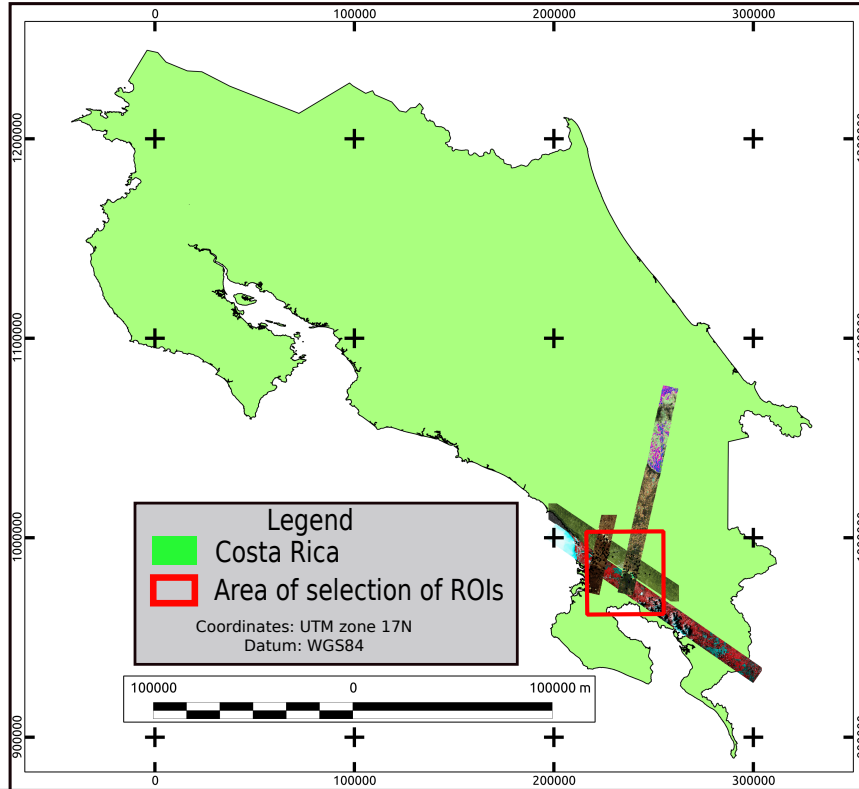 0 100000 200000 300000
1200000
1100000
1000000
900000
Legend
Costa Rica
Area of selection of ROIs
Coordinates: UTM zone 17N
Datum: WGS84
100000 0 100000 m
0 100000 200000 300000